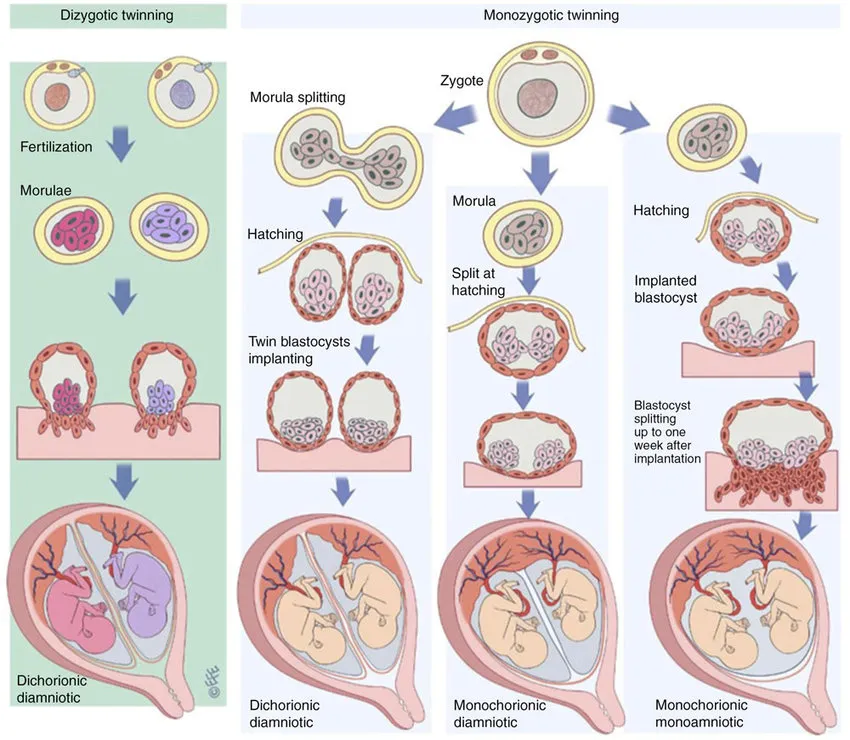 Dizygotic twinning
Monozygotic twinning
Fertilization
Morulae
Dichorionic
diamniotic
©EFE
Zygote
Morula splitting
Hatching
Twin blastocysts
implanting
Dichorionic
diamniotic
Morula
Split at
hatching
Monochorionic
diamniotic
Hatching
Implanted
blastocyst
Blastocyst
splitting
up to one
week after
implantation
Monochorionic
monoamniotic